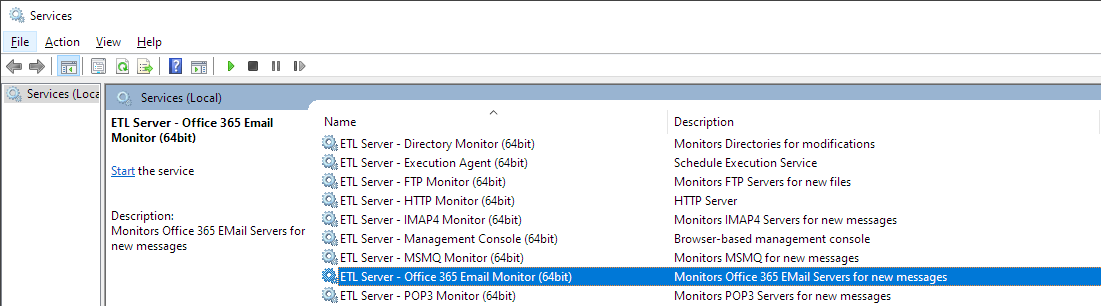 Services
File Action View Help
Services (Loca
Services (Local)
ETL Server - Office 365 Email
Monitor (64bit)
Start the service
Description:
Monitors Office 365 EMail Servers for
new messages
Name Description
ETL Server - Directory Monitor (64bit) Monitors Directories for modifications
ETL Server - Execution Agent (64bit) Schedule Execution Service
ETL Server - FTP Monitor (64bit) Monitors FTP Servers for new files
ETL Server - HTTP Monitor (64bit) HTTP Server
ETL Server - IMAP4 Monitor (64bit) Monitors IMAP4 Servers for new messages
ETL Server - Management Console (64bit) Browser-based management console
ETL Server - MSMQ Monitor (64bit) Monitors MSMQ for new messages
ETL Server - Office 365 Email Monitor (64bit) Monitors Office 365 EMail Servers for new messages
ETL Server - POP3 Monitor (64bit) Monitors POP3 Servers for new messages